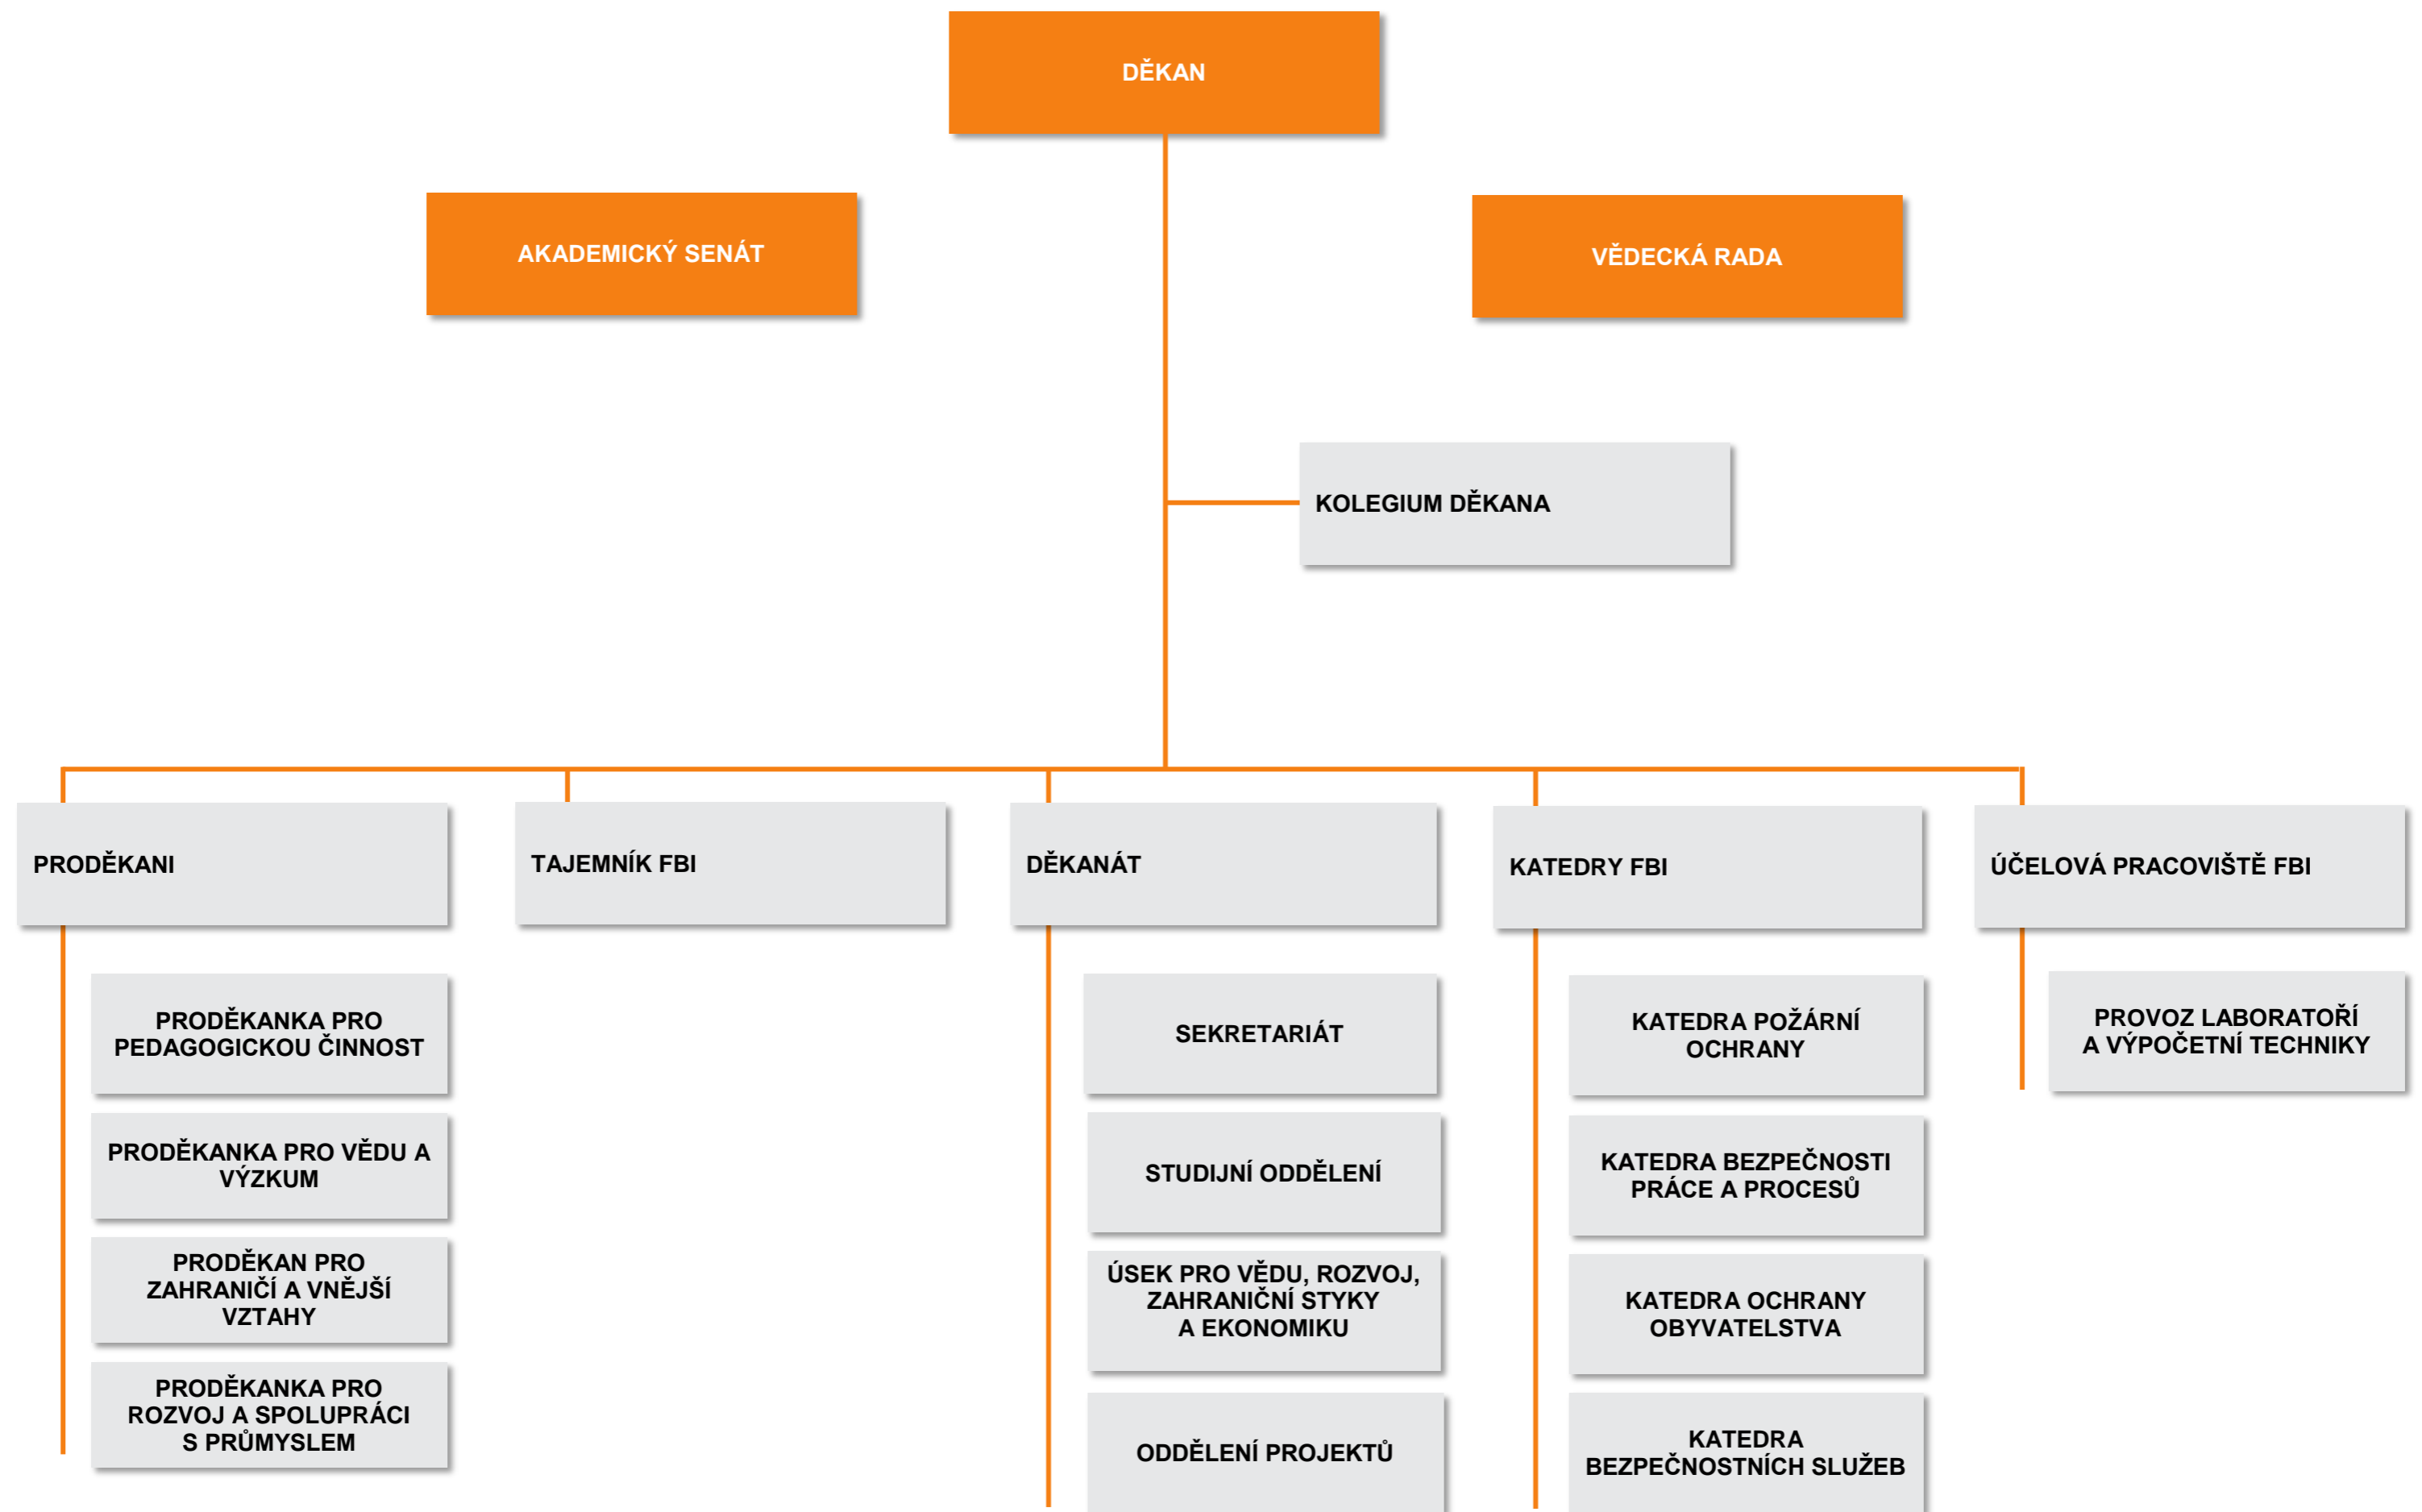 DĚKAN
AKADEMICKÝ SENÁT
VĚDECKÁ RADA
KOLEGIUM DĚKANA
PRODĚKANI
TAJEMNÍK FBI
DĚKANÁT
KATEDRY FBI
ÚČELOVÁ PRACOVIŠTĚ FBI
PRODĚKANKA PRO
PEDAGOGICKOU ČINNOST
PRODĚKANKA PRO VĚDU A
VÝZKUM
PRODĚKAN PRO
ZAHRANIČÍ A VNĚJŠÍ
VZTAHY
PRODĚKANKA PRO
ROZVOJ A SPOLUPRÁCI
S PRŮMYSLEM
SEKRETARIÁT
STUDIJNÍ ODDĚLENÍ
ÚSEK PRO VĚDU, ROZVOJ,
ZAHRANIČNÍ STYKY
A EKONOMIKU
ODDĚLENÍ PROJEKTŮ
KATEDRA POŽÁRNÍ
OCHRANY
KATEDRA BEZPEČNOSTI
PRÁCE A PROCESŮ
KATEDRA OCHRANY
OBYVATELSTVA
KATEDRA
BEZPEČNOSTNÍCH SLUŽEB
PROVOZ LABORATOŘÍ
A VÝPOČETNÍ TECHNIKY